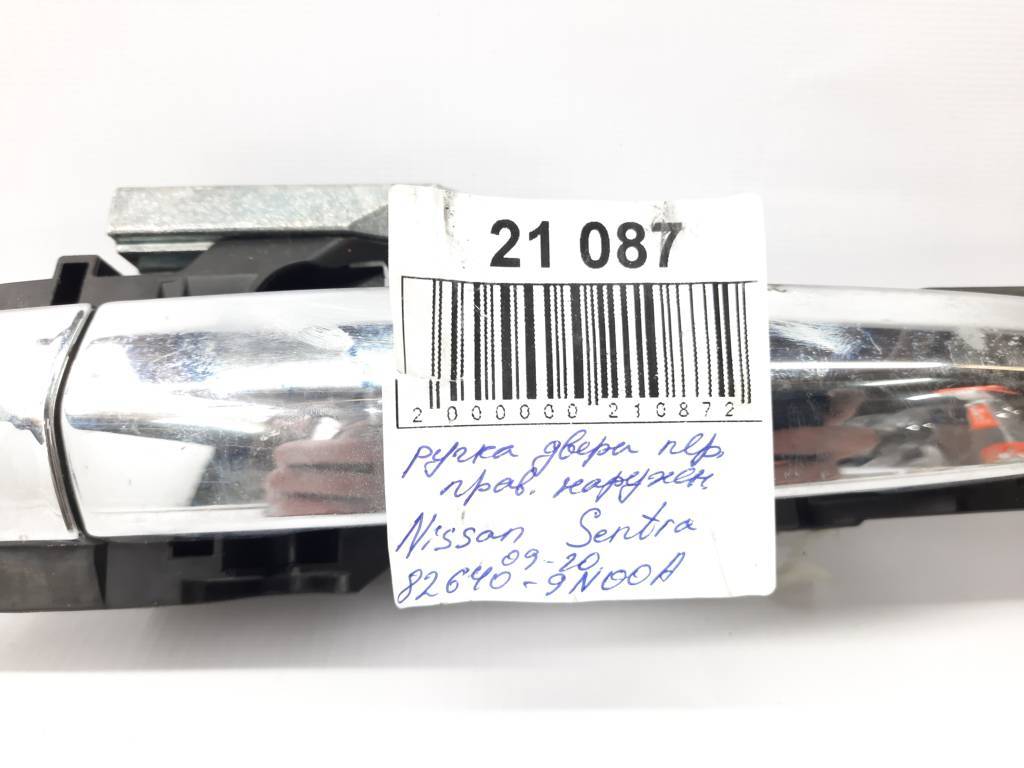 21 087
2 000000 210872
ручка двери пер.
прав. наружн.
Nissan Sentra
09-20
82640-9N00A